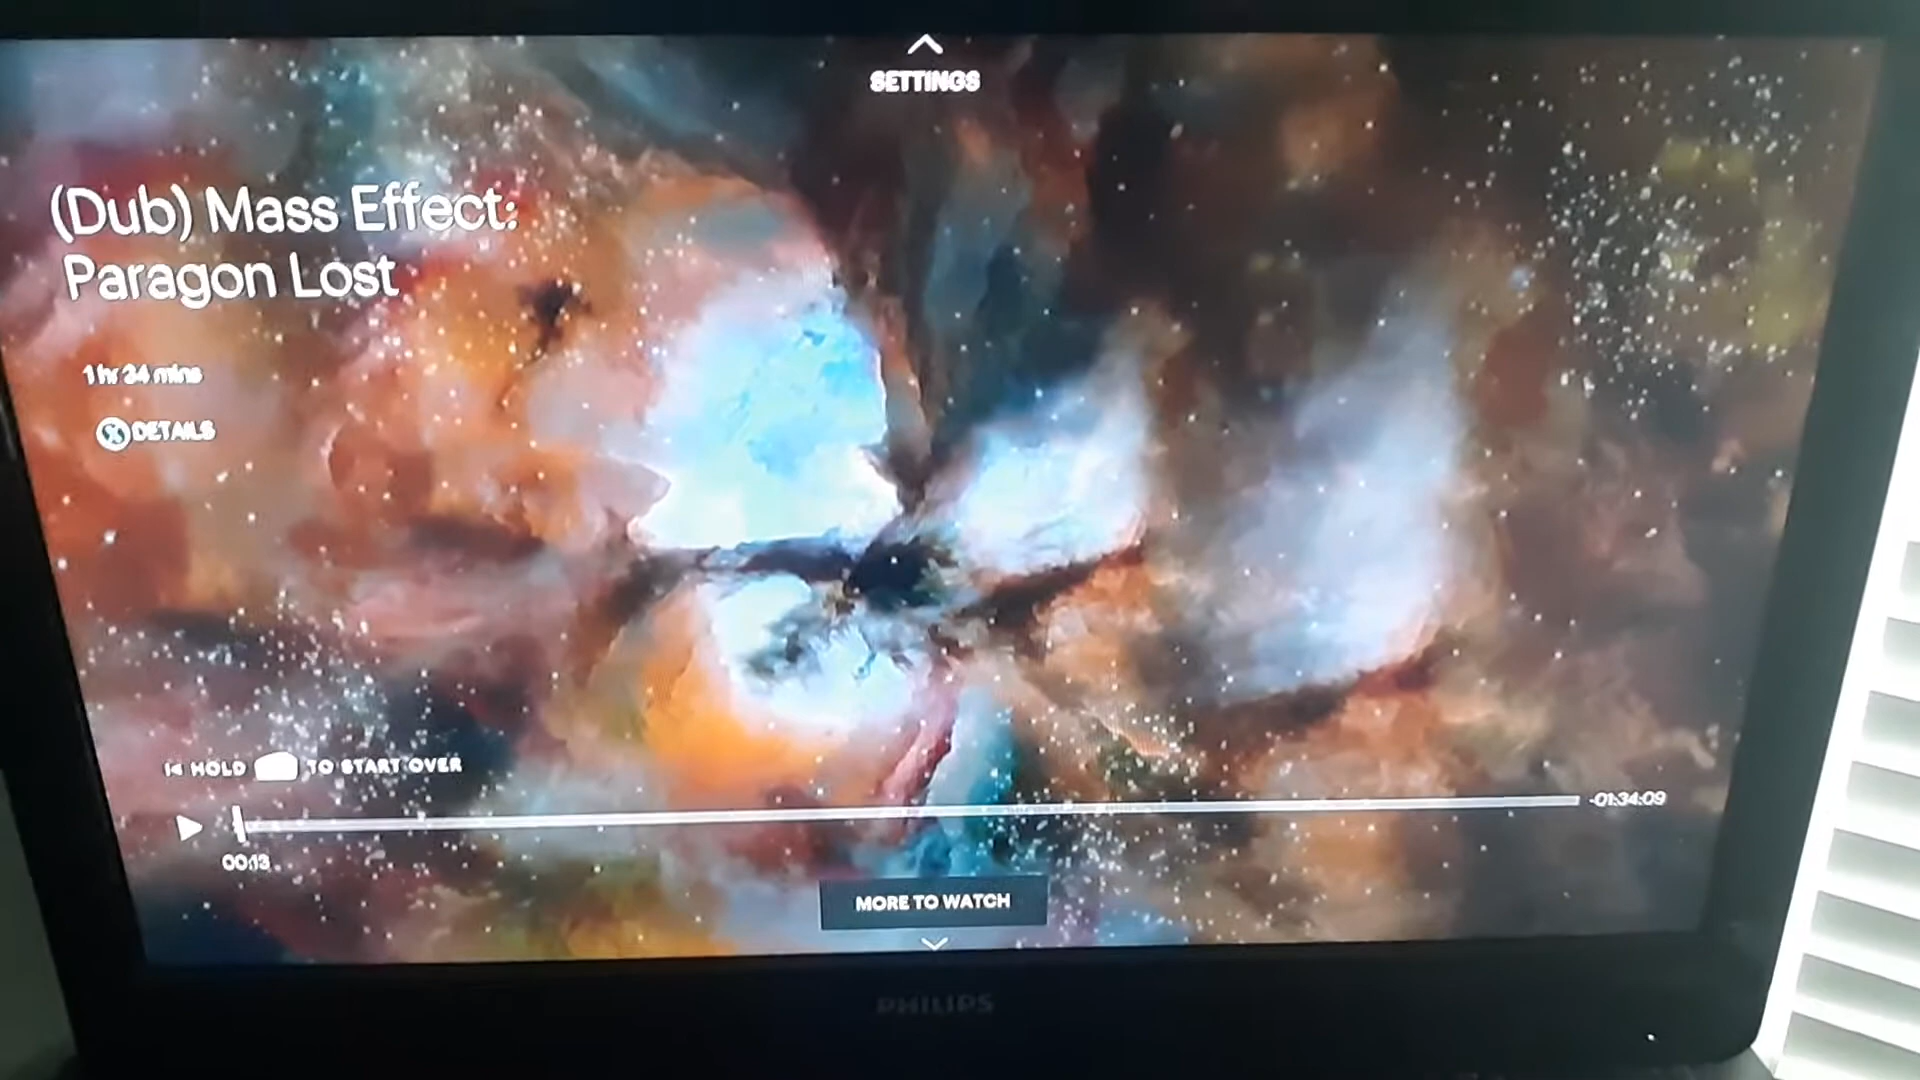 SETTINGS
(Dub) Mass Effect:
Paragon Lost
1 hr 34 mins
DETAILS
HOLD TO START OVER
-01:34:09
00:13
MORE TO WATCH
PHILIPS